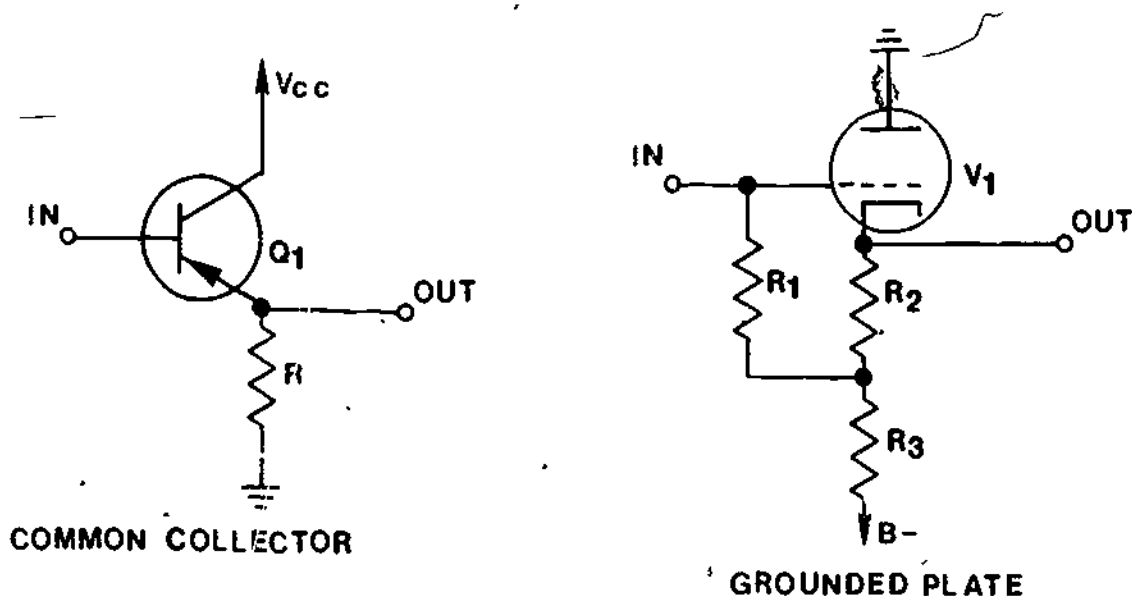 Vcc
IN
Q1
OUT
R
COMMON COLLECTOR
IN
V1
OUT
R1
R2
R3
B-
GROUNDED PLATE